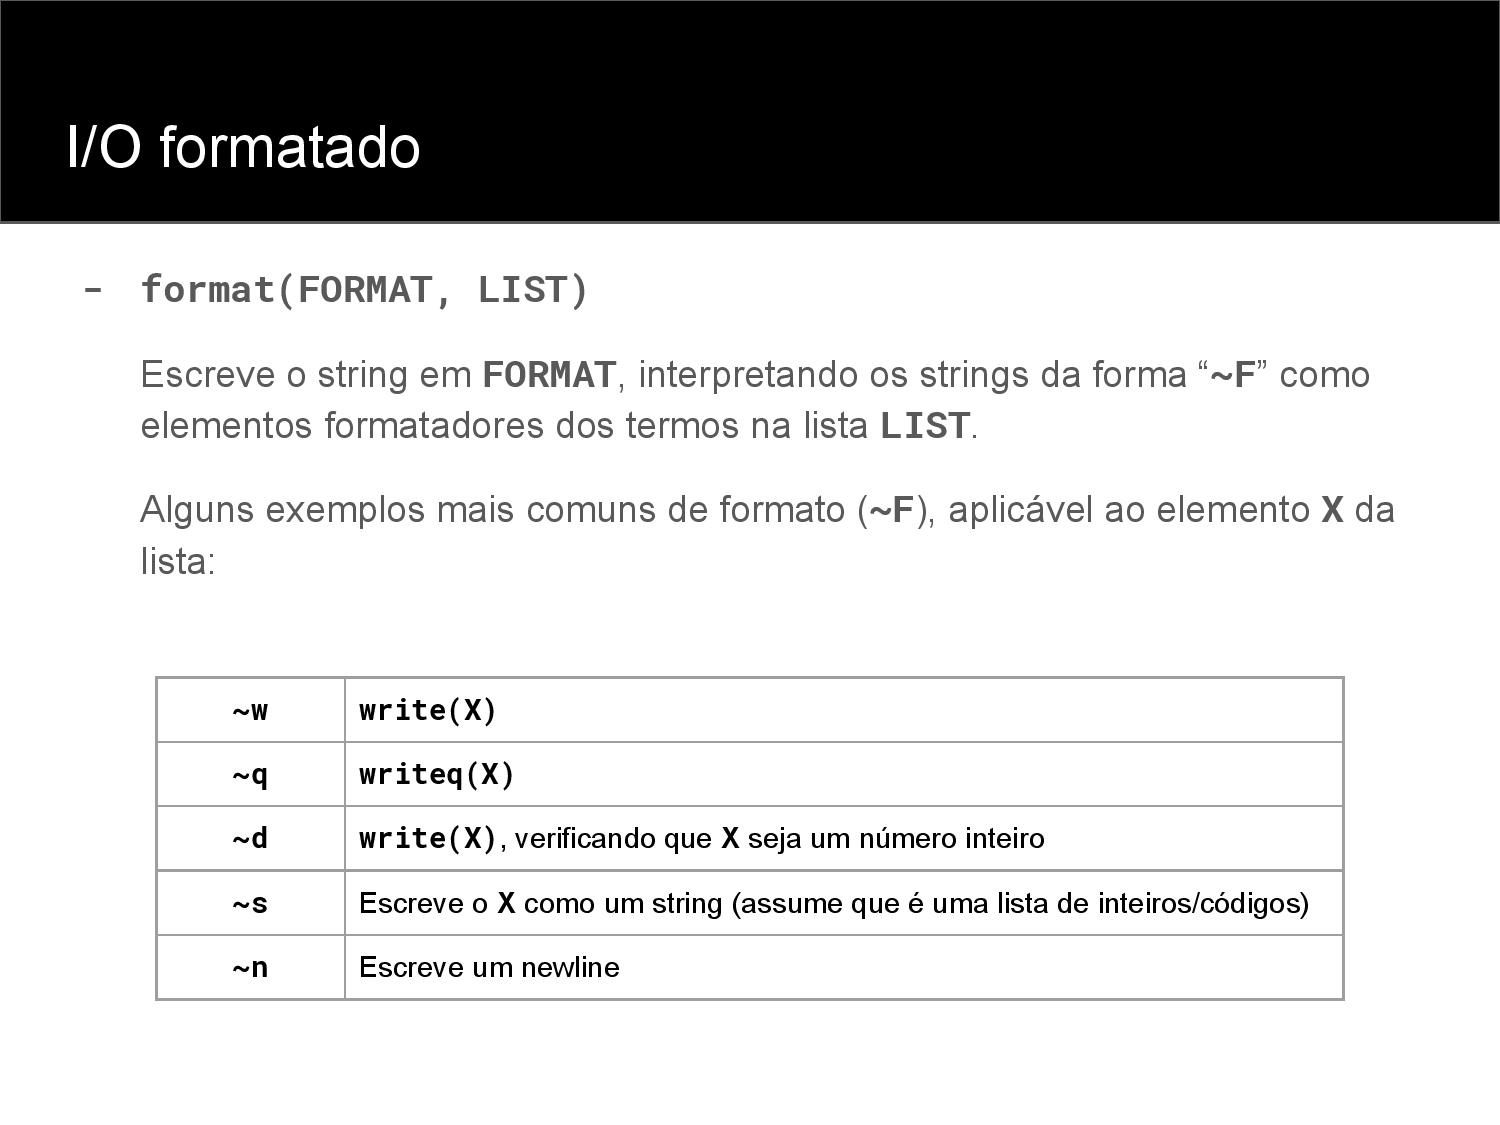 I/O formatado
- format(FORMAT, LIST)
Escreve o string em FORMAT, interpretando os strings da forma “~F” como
elementos formatadores dos termos na lista LIST.
Alguns exemplos mais comuns de formato (~F), aplicável ao elemento X da
lista:
~w write(X)
~q writeq(X)
~d write(X), verificando que X seja um número inteiro
~s Escreve o X como um string (assume que é uma lista de inteiros/códigos)
~n Escreve um newline